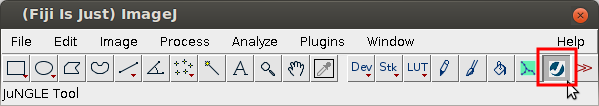 (Fiji Is Just) ImageJ
File Edit Image Process Analyze Plugins Window Help
A Dev Stk LUT >>
JuNGLE Tool